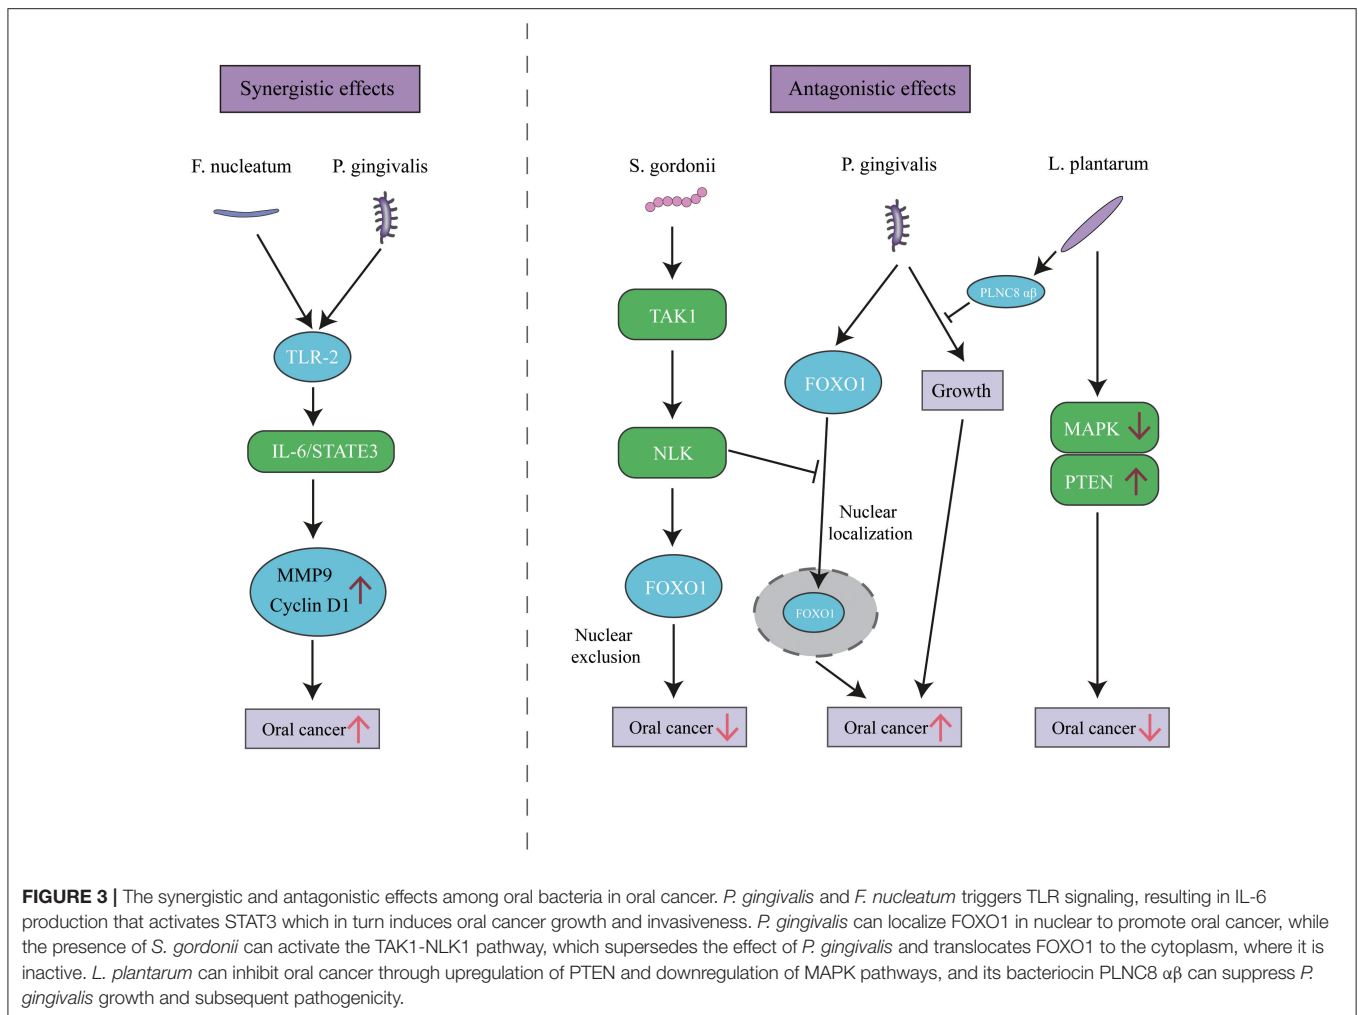 Synergistic effects
Antagonistic effects
F. nucleatum
P. gingivalis
S. gordonii
P. gingivalis
L. plantarum
PLNC8 αβ
TAK1
TLR-2
FOXO1
Growth
MAPK
IL-6/STATE3
NLK
PTEN
Nuclear
localization
MMP9
Cyclin D1
FOXO1
FOXO1
Nuclear
exclusion
Oral cancer
Oral cancer
Oral cancer
Oral cancer
FIGURE 3 | The synergistic and antagonistic effects among oral bacteria in oral cancer. P. gingivalis and F. nucleatum triggers TLR signaling, resulting in IL-6
production that activates STAT3 which in turn induces oral cancer growth and invasiveness. P. gingivalis can localize FOXO1 in nuclear to promote oral cancer, while
the presence of S. gordonii can activate the TAK1-NLK1 pathway, which supersedes the effect of P. gingivalis and translocates FOXO1 to the cytoplasm, where it is
inactive. L. plantarum can inhibit oral cancer through upregulation of PTEN and downregulation of MAPK pathways, and its bacteriocin PLNC8 αβ can suppress P.
gingivalis growth and subsequent pathogenicity.